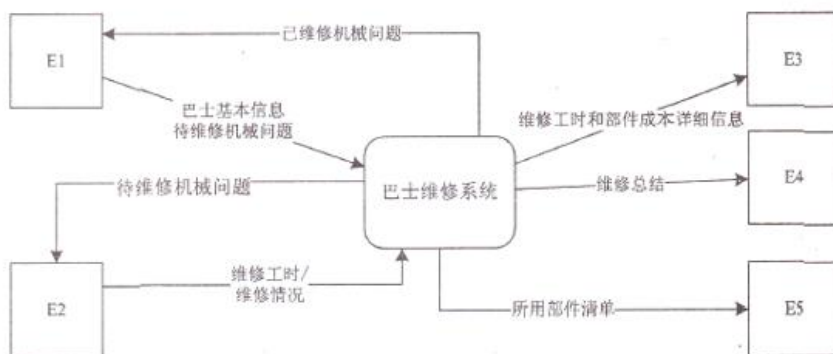 已维修机械问题
E1
E3
巴士基本信息
待维修机械问题
维修工时和部件成本详细信息
待维修机械问题
巴士维修系统
维修总结
E4
E2
维修工时/
维修情况
所用部件清单
E5